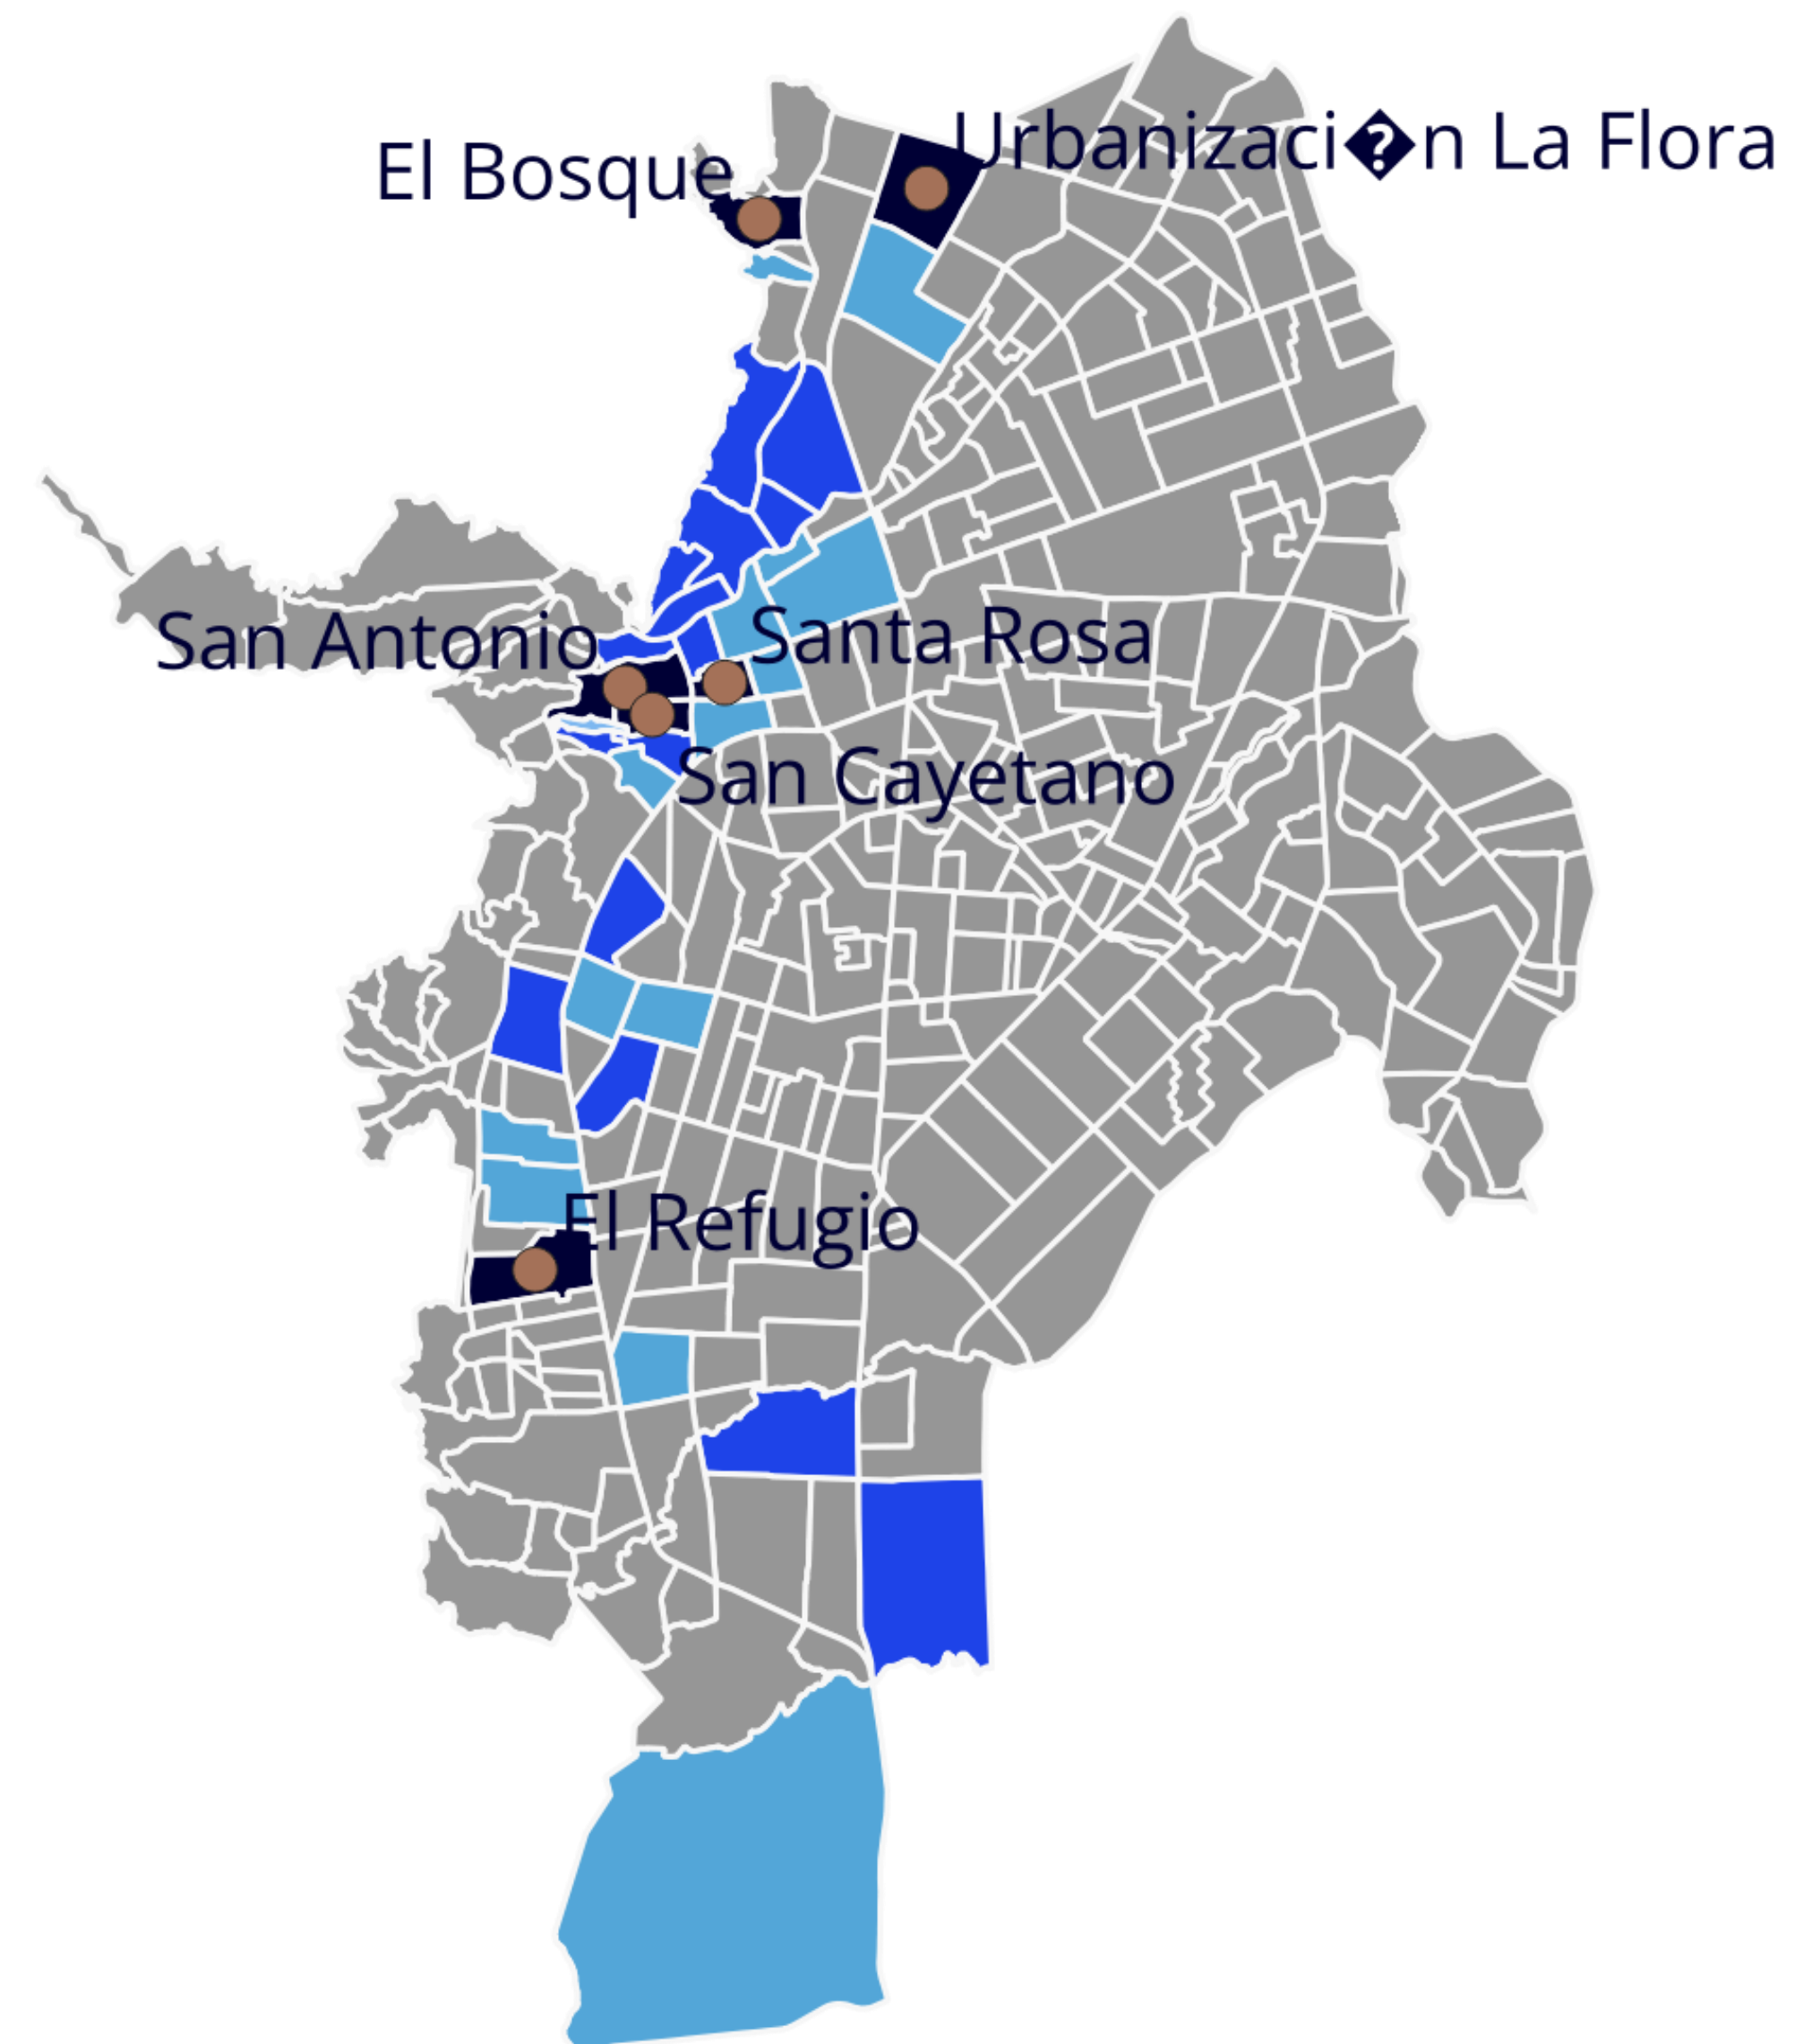 Urbanizaci�n La Flora
El Bosque
San Antonio
Santa Rosa
San Cayetano
El Refugio